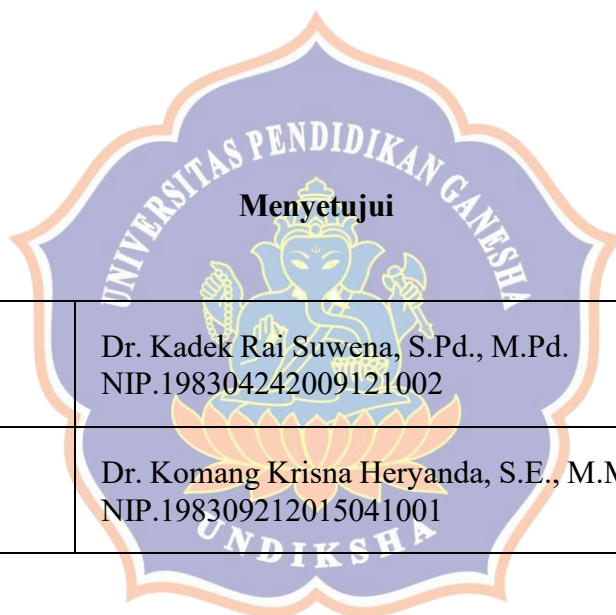 UNIVERSITAS PENDIDIKAN GANESHA
Menyetujui
Dr. Kadek Rai Suwena, S.Pd., M.Pd.
NIP.198304242009121002
Dr. Komang Krisna Heryanda, S.E., M.M
NIP.198309212015041001
UNDIKSHA